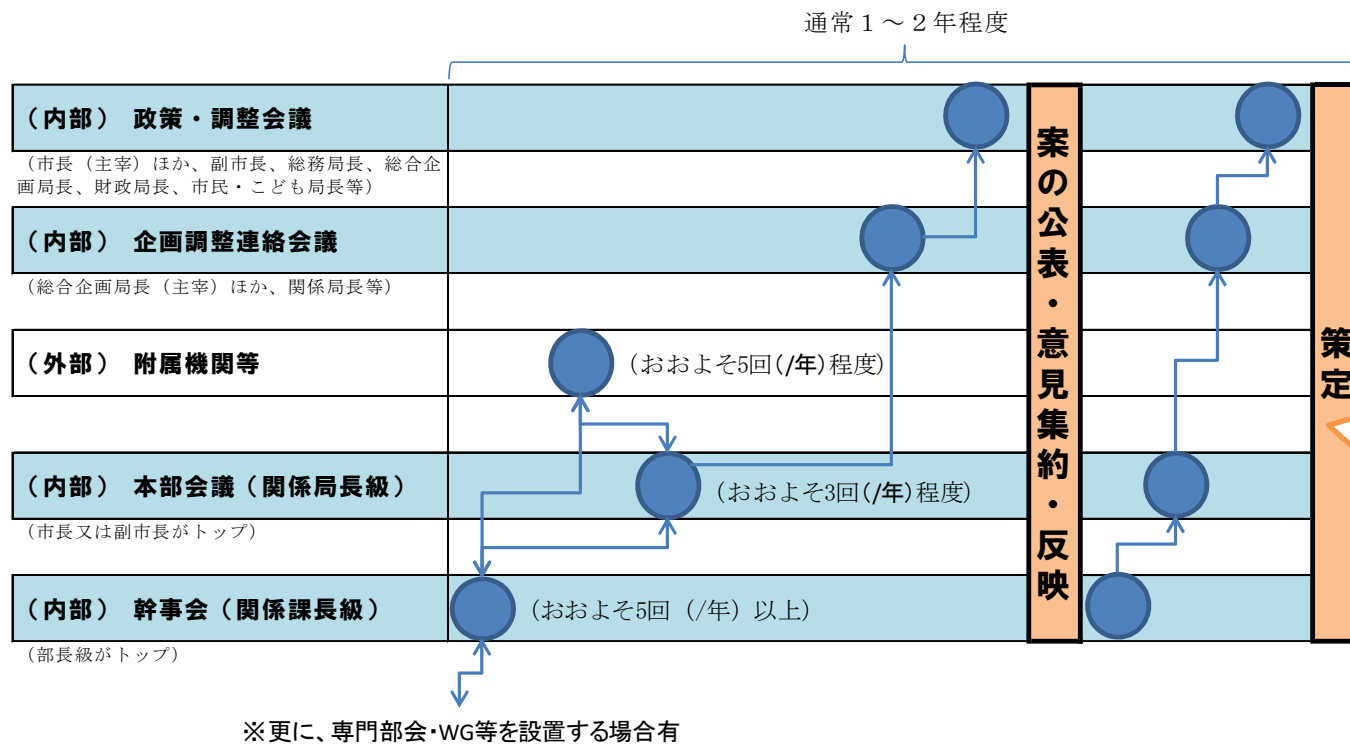 通常１～２年程度
（内部） 政策・調整会議
（市長（主宰）ほか、副市長、総務局長、総合企
画局長、財政局長、市民・こども局長等）
（内部） 企画調整連絡会議
（総合企画局長（主宰）ほか、関係局長等）
（外部） 附属機関等
（おおよそ5回(/年)程度）
（内部） 本部会議（関係局長級）
（おおよそ3回(/年)程度）
（市長又は副市長がトップ）
（内部） 幹事会（関係課長級）
（おおよそ5回（/年）以上）
（部長級がトップ）
※更に、専門部会・WG等を設置する場合有
案の公表・意見集約・反映
策定